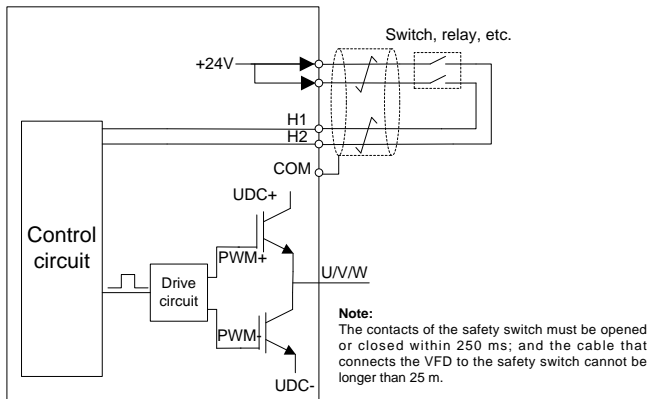 Switch, relay, etc.
+24V
H1
H2
COM
UDC+
Control
circuit
PWM+
Drive
circuit
U/V/W
PWM-
UDC-
Note:
The contacts of the safety switch must be opened
or closed within 250 ms; and the cable that
connects the VFD to the safety switch cannot be
longer than 25 m.